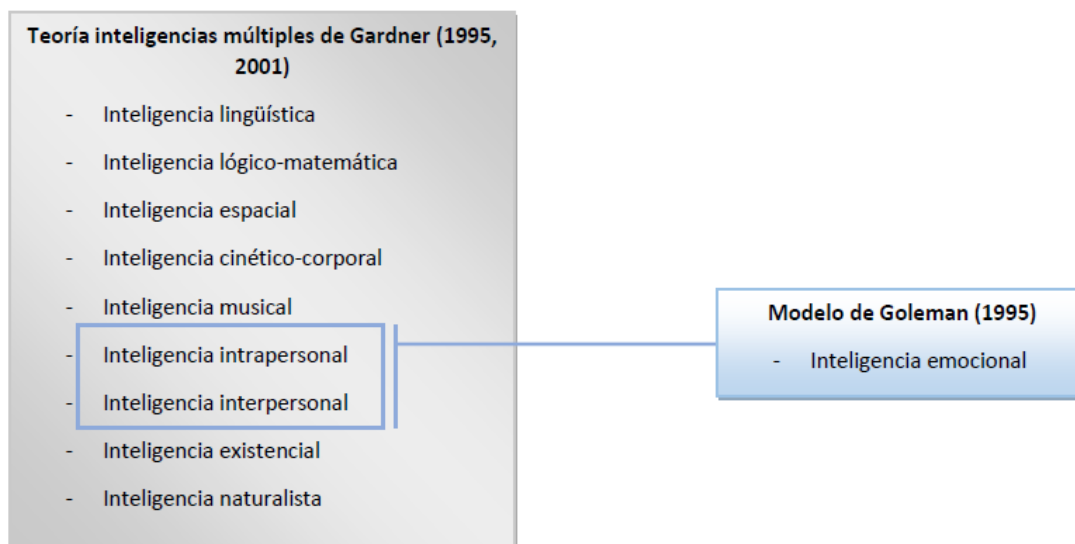 Teoría inteligencias múltiples de Gardner (1995,
2001)
- Inteligencia lingüística
- Inteligencia lógico-matemática
- Inteligencia espacial
- Inteligencia cinético-corporal
- Inteligencia musical
- Inteligencia intrapersonal
- Inteligencia interpersonal
- Inteligencia existencial
- Inteligencia naturalista
Modelo de Goleman (1995)
- Inteligencia emocional